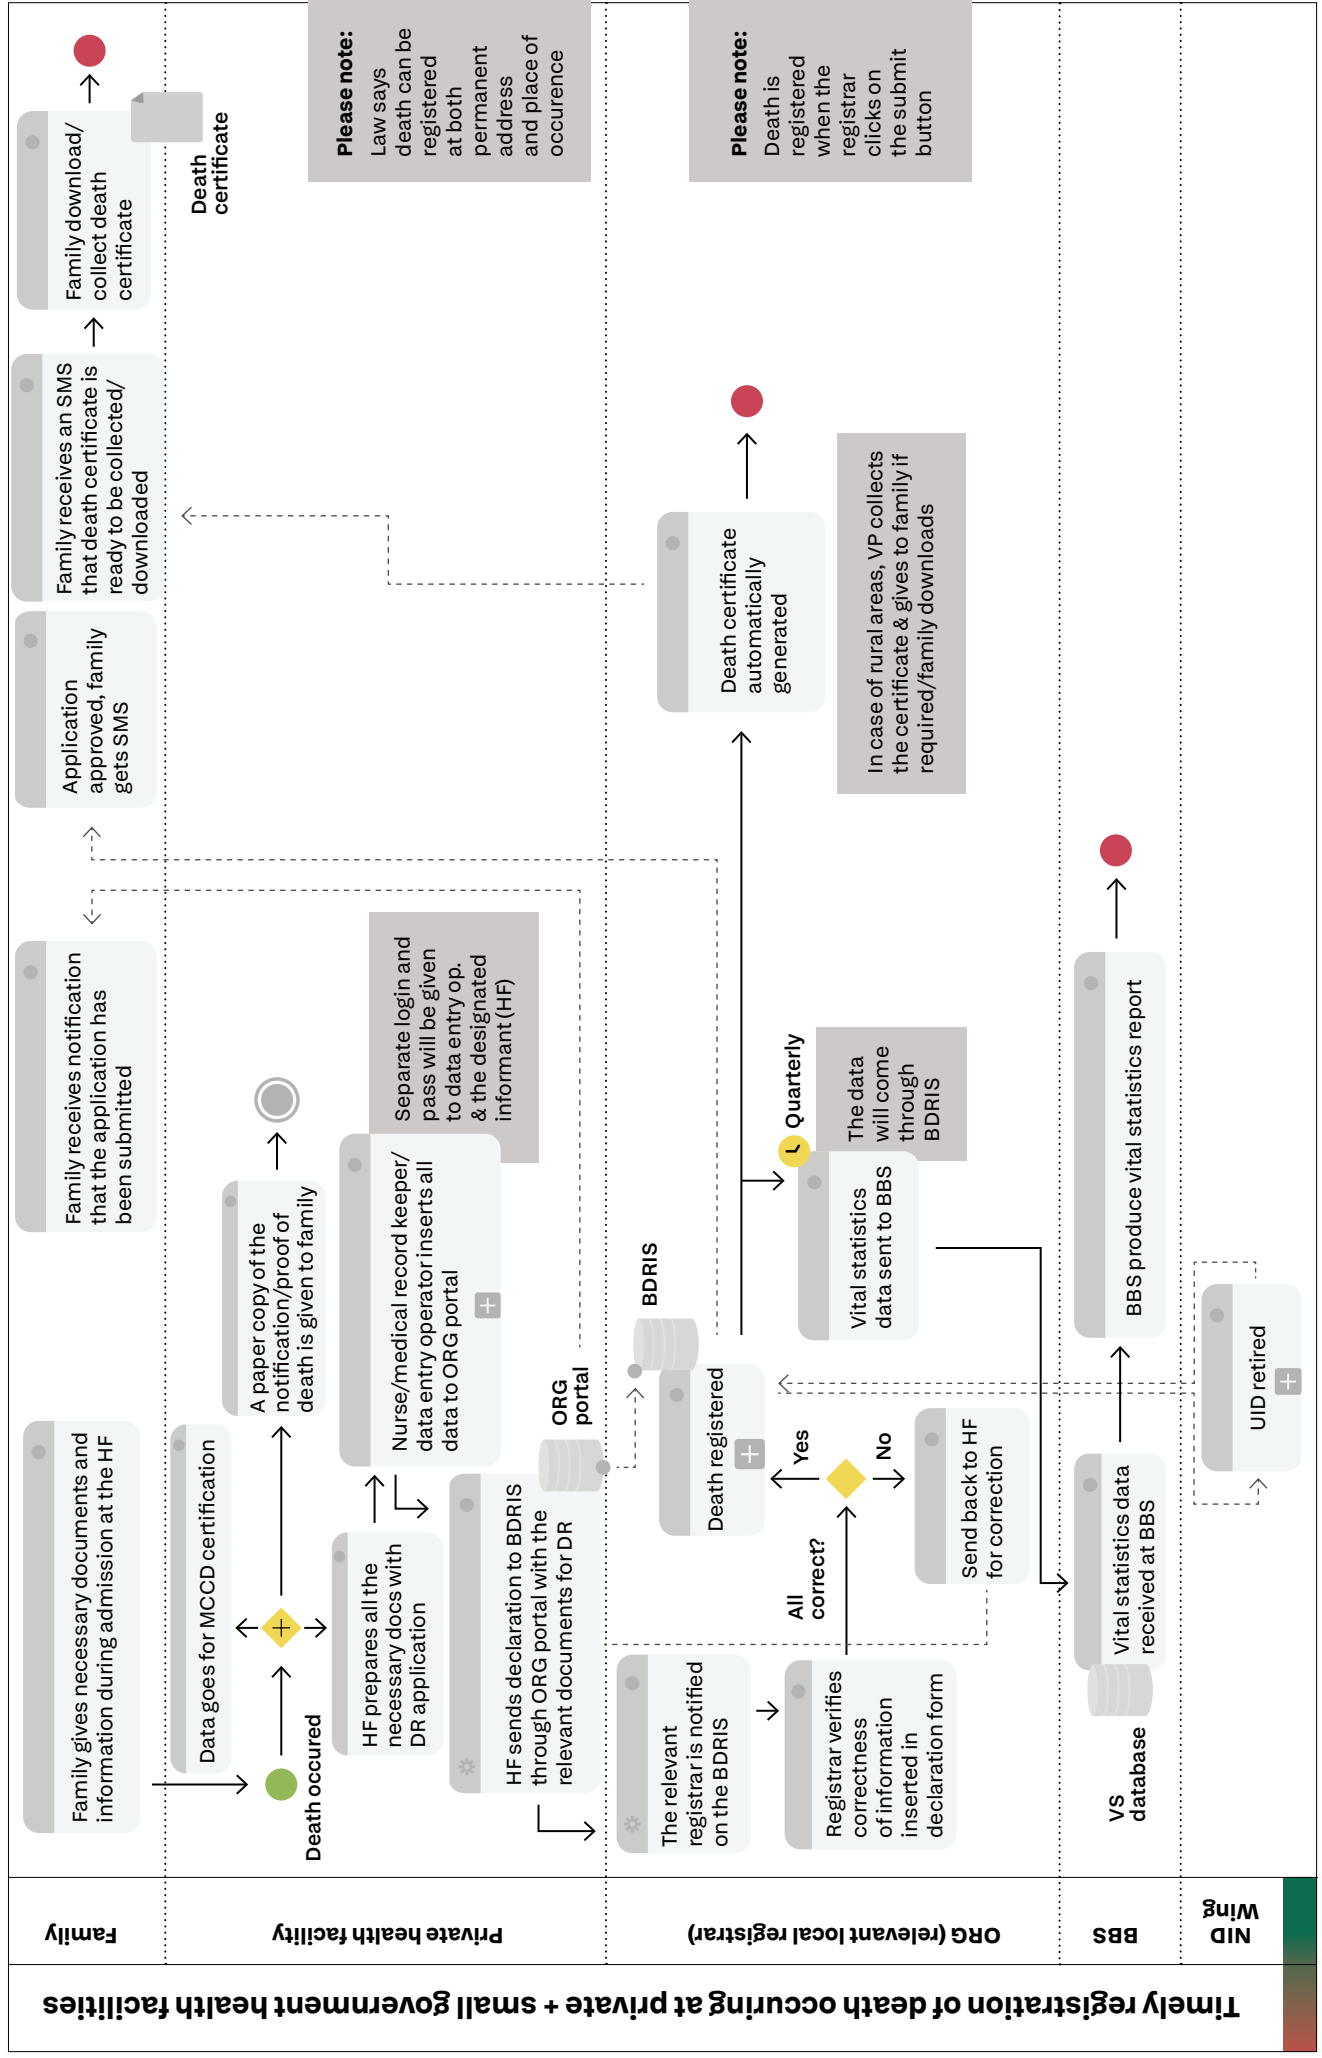 Timely registration of death occuring at private + small government health facilities
Family
Family gives necessary documents and
information during admission at the HF
Family receives notification
that the application has
been submitted
Application
approved, family
gets SMS
Family receives an SMS
that death certificate is
ready to be collected/
downloaded
Family download/
collect death
certificate
Death
certificate
Private health facility
Death occured
Data goes for MCCD certification
A paper copy of the
notification/proof of
death is given to family
HF prepares all the
necessary docs with
DR application
Nurse/medical record keeper/
data entry operator inserts all
data to ORG portal
Separate login and
pass will be given
to data entry op.
& the designated
informant (HF)
HF sends declaration to BDRIS
through ORG portal with the
relevant documents for DR
ORG
portal
Please note:
Law says
death can be
registered
at both
permanent
address
and place of
occurence
ORG (relevant local registrar)
The relevant
registrar is notified
on the BDRIS
Registrar verifies
correctness
of information
inserted in
declaration form
All
correct?
Yes
No
Death registered
BDRIS
Send back to HF
for correction
Quarterly
Vital statistics
data sent to BBS
The data
will come
through
BDRIS
Death certificate
automatically
generated
In case of rural areas, VP collects
the certificate & gives to family if
required/family downloads
Please note:
Death is
registered
when the
registrar
clicks on
the submit
button
BBS
VS
database
Vital statistics data
received at BBS
BBS produce vital statistics report
NID
Wing
UID retired